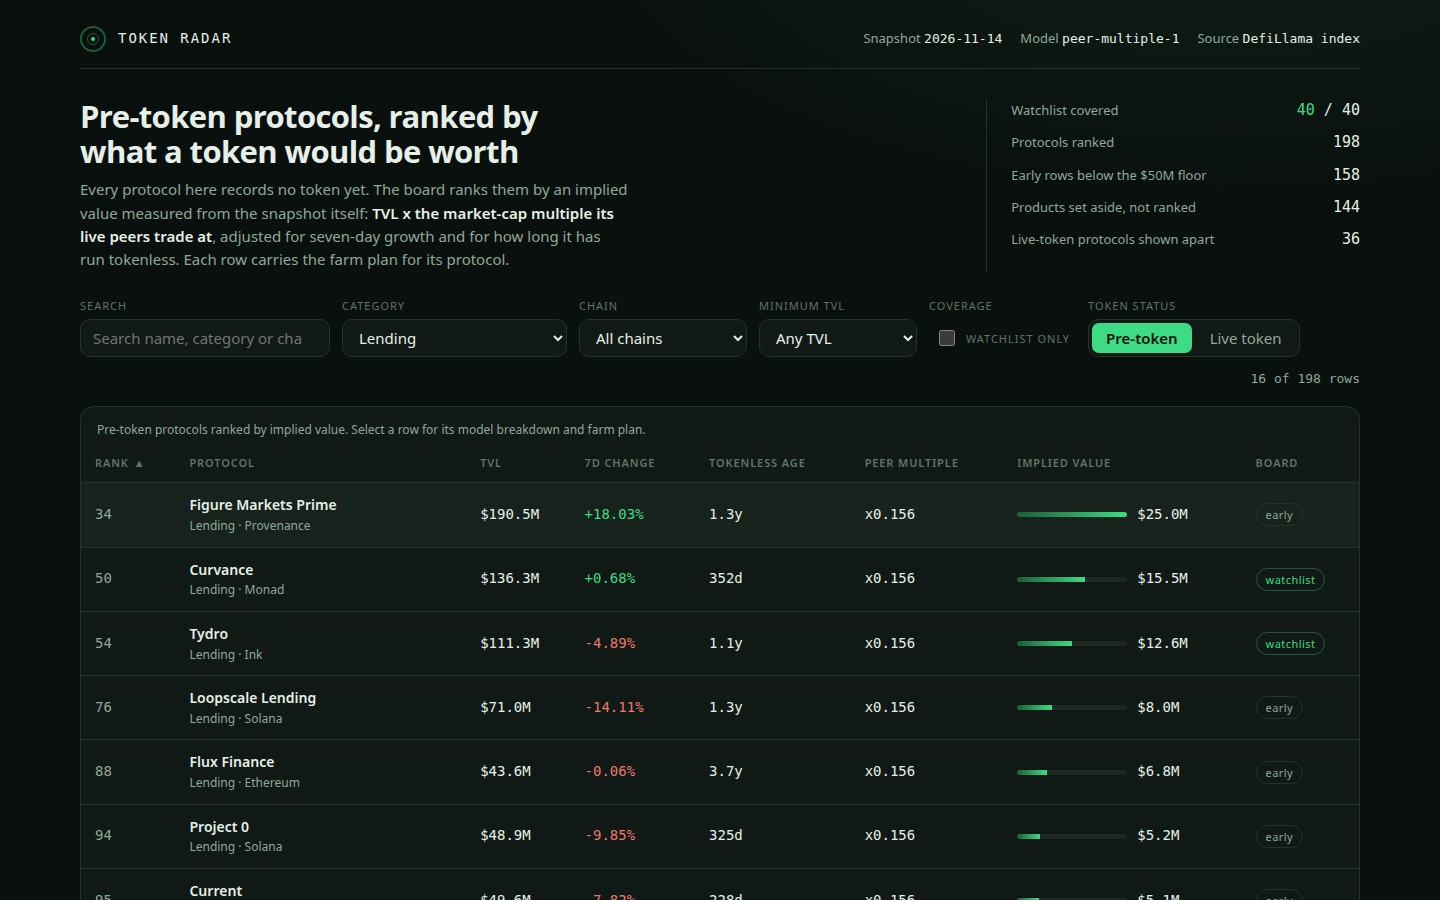 TOKEN RADAR
Snapshot 2026-11-14 Model peer-multiple-1 Source DefiLlama index
Pre-token protocols, ranked by
what a token would be worth
Every protocol here records no token yet. The board ranks them by an implied
value measured from the snapshot itself: TVL x the market-cap multiple its
live peers trade at, adjusted for seven-day growth and for how long it has
run tokenless. Each row carries the farm plan for its protocol.
Watchlist covered 40 / 40
Protocols ranked 198
Early rows below the $50M floor 158
Products set aside, not ranked 144
Live-token protocols shown apart 36
SEARCH CATEGORY CHAIN MINIMUM TVL COVERAGE TOKEN STATUS
Search name, category or cha Lending All chains Any TVL WATCHLIST ONLY Pre-token Live token
16 of 198 rows
Pre-token protocols ranked by implied value. Select a row for its model breakdown and farm plan.
RANK ▲ PROTOCOL TVL 7D CHANGE TOKENLESS AGE PEER MULTIPLE IMPLIED VALUE BOARD
34 Figure Markets Prime $190.5M +18.03% 1.3y x0.156 $25.0M early
Lending · Provenance
50 Curvance $136.3M +0.68% 352d x0.156 $15.5M watchlist
Lending · Monad
54 Tydro $111.3M -4.89% 1.1y x0.156 $12.6M watchlist
Lending · Ink
76 Loopscale Lending $71.0M -14.11% 1.3y x0.156 $8.0M early
Lending · Solana
88 Flux Finance $43.6M -0.06% 3.7y x0.156 $6.8M early
Lending · Ethereum
94 Project 0 $48.9M -9.85% 325d x0.156 $5.2M early
Lending · Solana
95 Current $49.6M -7.82% 228d x0.156 $5.1M early